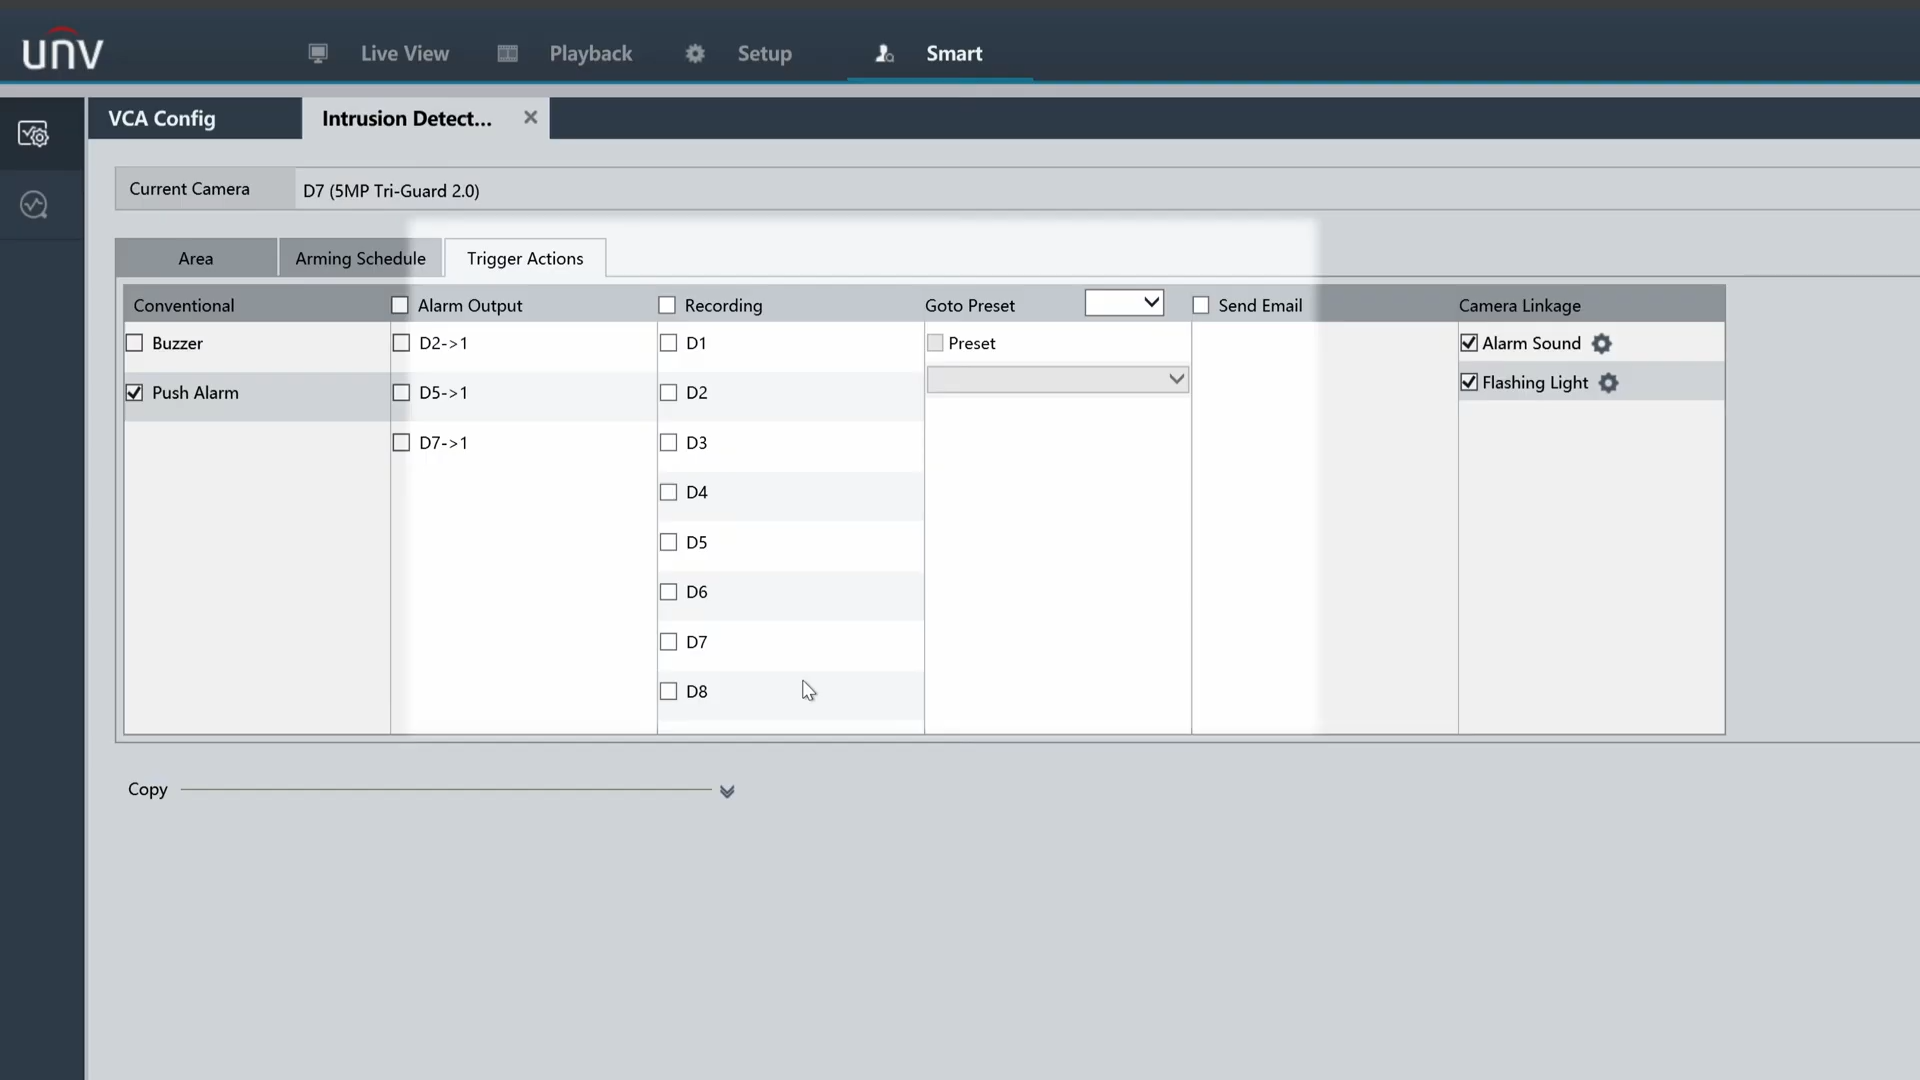 unv
Live View
Playback
Setup
Smart
VCA Config
Intrusion Detect...
Current Camera
D7 (5MP Tri-Guard 2.0)
Area
Arming Schedule
Trigger Actions
Conventional
Alarm Output
Recording
Goto Preset
Send Email
Camera Linkage
Buzzer
D2->1
D1
Preset
Alarm Sound
Push Alarm
D5->1
D2
Flashing Light
D7->1
D3
D4
D5
D6
D7
D8
Copy